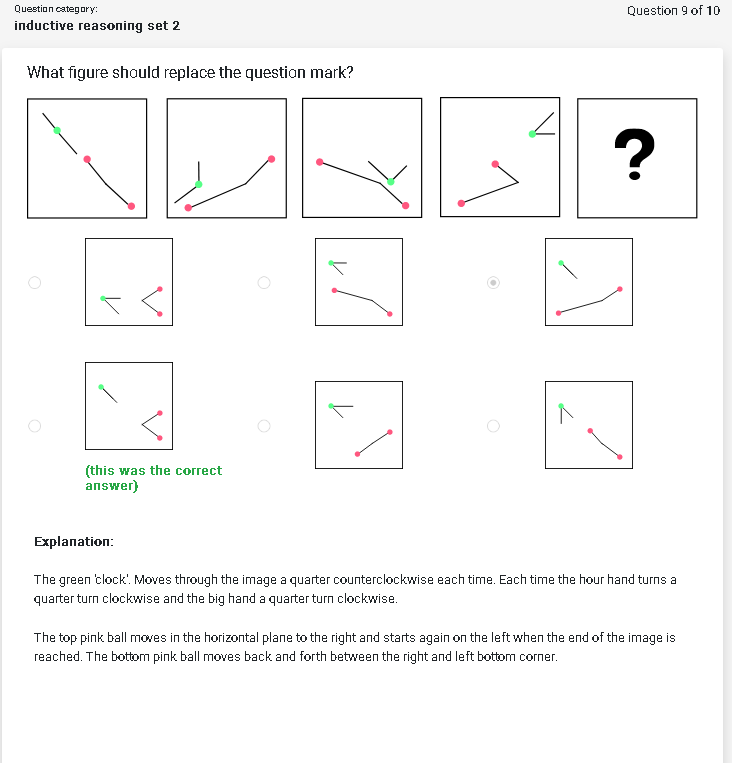 Question category:
Question 9 of 10
inductive reasoning set 2
What figure should replace the question mark?
?
(this was the correct
answer)
Explanation:
The green 'clock'. Moves through the image a quarter counterclockwise each time. Each time the hour hand turns a
quarter turn clockwise and the big hand a quarter turn clockwise.
The top pink ball moves in the horizontal plane to the right and starts again on the left when the end of the image is
reached. The bottom pink ball moves back and forth between the right and left bottom corner.